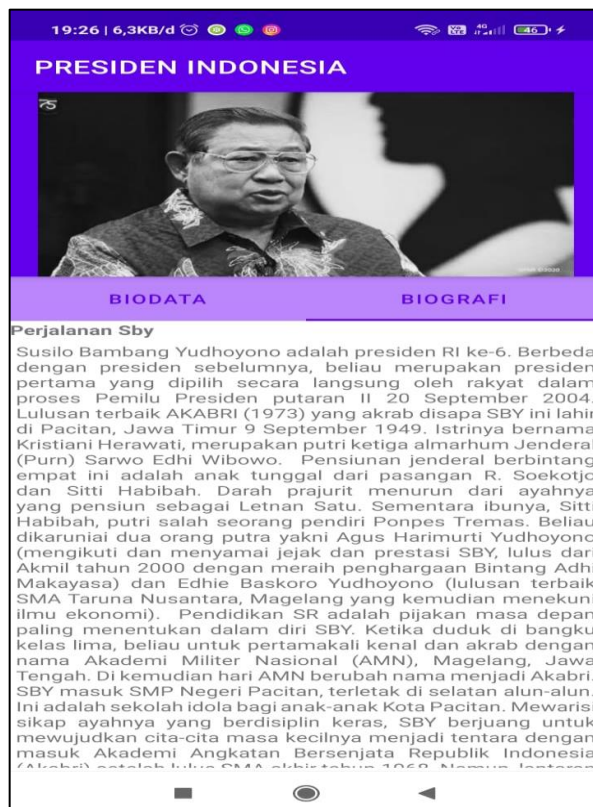 19:26 | 6,3KB/d
4G
46
PRESIDEN INDONESIA
BIODATA
BIOGRAFI
Perjalanan Sby
Susilo Bambang Yudhoyono adalah presiden RI ke-6. Berbeda
dengan presiden sebelumnya, beliau merupakan presiden
pertama yang dipilih secara langsung oleh rakyat dalam
proses Pemilu Presiden putaran II 20 September 2004.
Lulusan terbaik AKABRI (1973) yang akrab disapa SBY ini lahir
di Pacitan, Jawa Timur 9 September 1949. Istrinya bernama
Kristiani Herawati, merupakan putri ketiga almarhum Jenderal
(Purn) Sarwo Edhi Wibowo. Pensiunan jenderal berbintang
empat ini adalah anak tunggal dari pasangan R. Soekotjo
dan Sitti Habibah. Darah prajurit menurun dari ayahnya
yang pensiun sebagai Letnan Satu. Sementara ibunya, Sitti
Habibah, putri salah seorang pendiri Ponpes Tremas. Beliau
dikaruniai dua orang putra yakni Agus Harimurti Yudhoyono
(mengikuti dan menyamai jejak dan prestasi SBY, lulus dari
Akmil tahun 2000 dengan meraih penghargaan Bintang Adhi
Makayasa) dan Edhie Baskoro Yudhoyono (lulusan terbaik
SMA Taruna Nusantara, Magelang yang kemudian menekuni
ilmu ekonomi). Pendidikan SR adalah pijakan masa depan
paling menentukan dalam diri SBY. Ketika duduk di bangku
kelas lima, beliau untuk pertamakali kenal dan akrab dengan
nama Akademi Militer Nasional (AMN), Magelang, Jawa
Tengah. Di kemudian hari AMN berubah nama menjadi Akabri.
SBY masuk SMP Negeri Pacitan, terletak di selatan alun-alun.
Ini adalah sekolah idola bagi anak-anak Kota Pacitan. Mewarisi
sikap ayahnya yang berdisiplin keras, SBY berjuang untuk
mewujudkan cita-cita masa kecilnya menjadi tentara dengan
masuk Akademi Angkatan Bersenjata Republik Indonesia
(Akabri) setelah lulus SMA akhir tahun 1968. Namun,